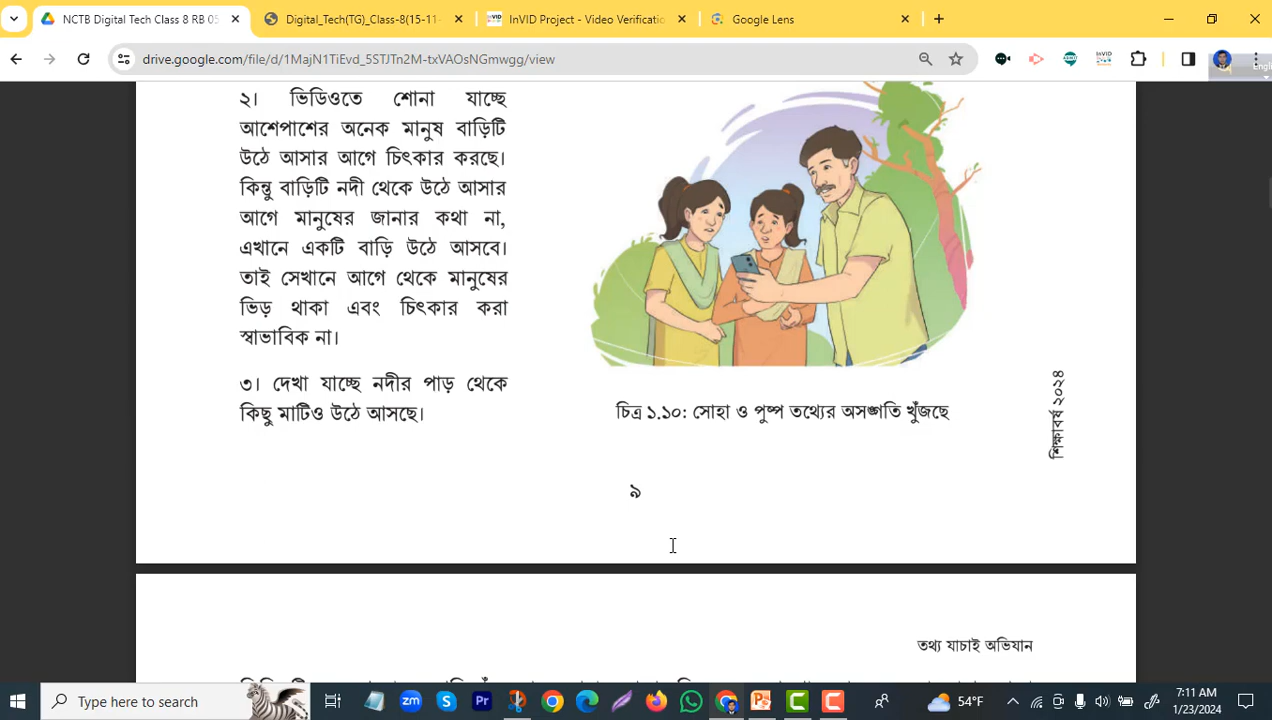 NCTB Digital Tech Class 8 RB 05
Digital_Tech(TG)_Class-8(15-11-
InVID Project - Video Verificatio
Google Lens
drive.google.com/file/d/1MajN1TiEvd_5STJTn2M-txVAOsNGmwgg/view
Engli
২। ভিডিওতে শোনা যাচ্ছে
আশেপাশের অনেক মানুষ বাড়িটি
উঠে আসার আগে চিৎকার করছে।
কিন্তু বাড়িটি নদী থেকে উঠে আসার
আগে মানুষের জানার কথা না,
এখানে একটি বাড়ি উঠে আসবে।
তাই সেখানে আগে থেকে মানুষের
ভিড় থাকা এবং চিৎকার করা
স্বাভাবিক না।
৩। দেখা যাচ্ছে নদীর পাড় থেকে
কিছু মাটিও উঠে আসছে।
চিত্র ১.১০: সোহা ও পুষ্প তথ্যের অসঙ্গতি খুঁজছে
শিক্ষাবর্ষ ২০২৪
৯
তথ্য যাচাই অভিযান
Type here to search
54°F
7:11 AM
1/23/2024